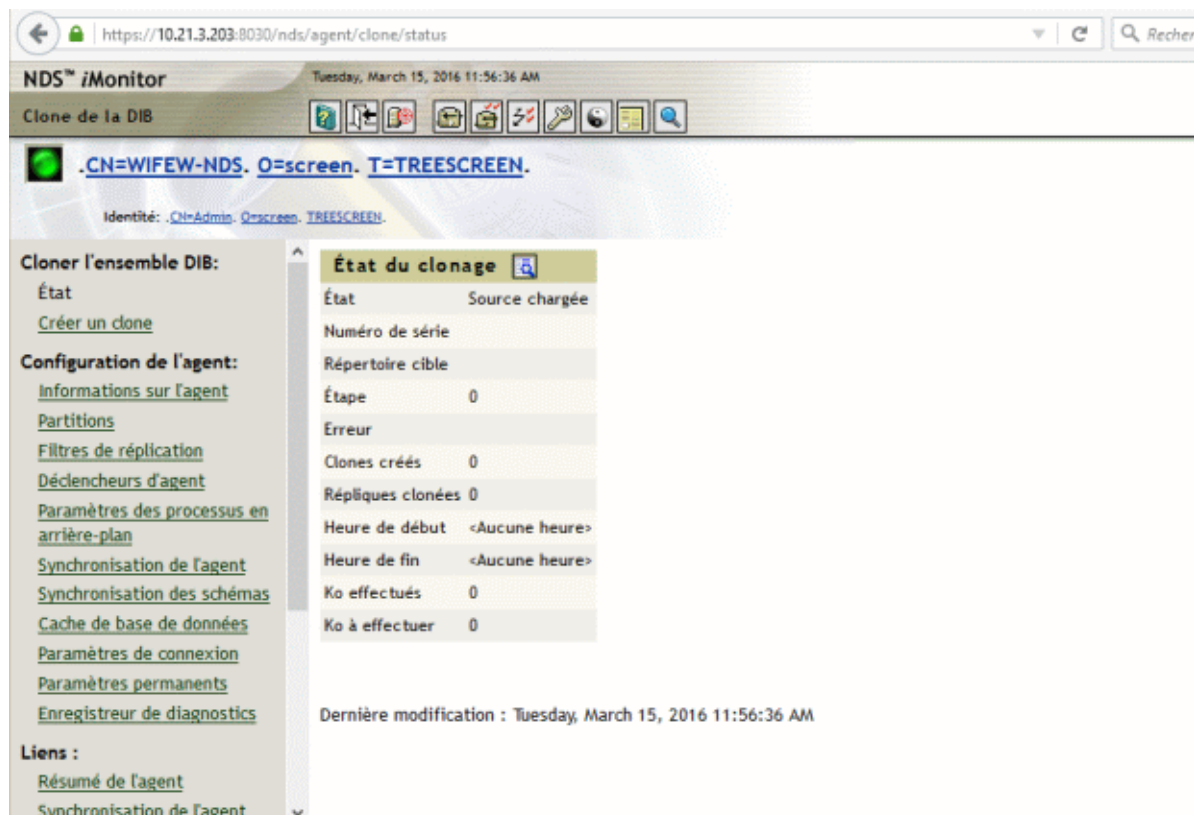 https://10.21.3.203:8030/nds/agent/clone/status
Recher
NDS™ iMonitor
Tuesday, March 15, 2016 11:56:36 AM
Clone de la DIB
.CN=WIFEW-NDS. O=screen. T=TREESCREEN.
Identité: .CN=Admin. O=screen. TREESCREEN.
Cloner l'ensemble DIB:
État
Créer un clone
Configuration de l'agent:
Informations sur l'agent
Partitions
Filtres de réplication
Déclencheurs d'agent
Paramètres des processus en
arrière-plan
Synchronisation de l'agent
Synchronisation des schémas
Cache de base de données
Paramètres de connexion
Paramètres permanents
Enregistreur de diagnostics
Liens :
Résumé de l'agent
Synchronisation de l'agent
État du clonage
État Source chargée
Numéro de série
Répertoire cible
Étape 0
Erreur
Clones créés 0
Répliques clonées 0
Heure de début <Aucune heure>
Heure de fin <Aucune heure>
Ko effectués 0
Ko à effectuer 0
Dernière modification : Tuesday, March 15, 2016 11:56:36 AM